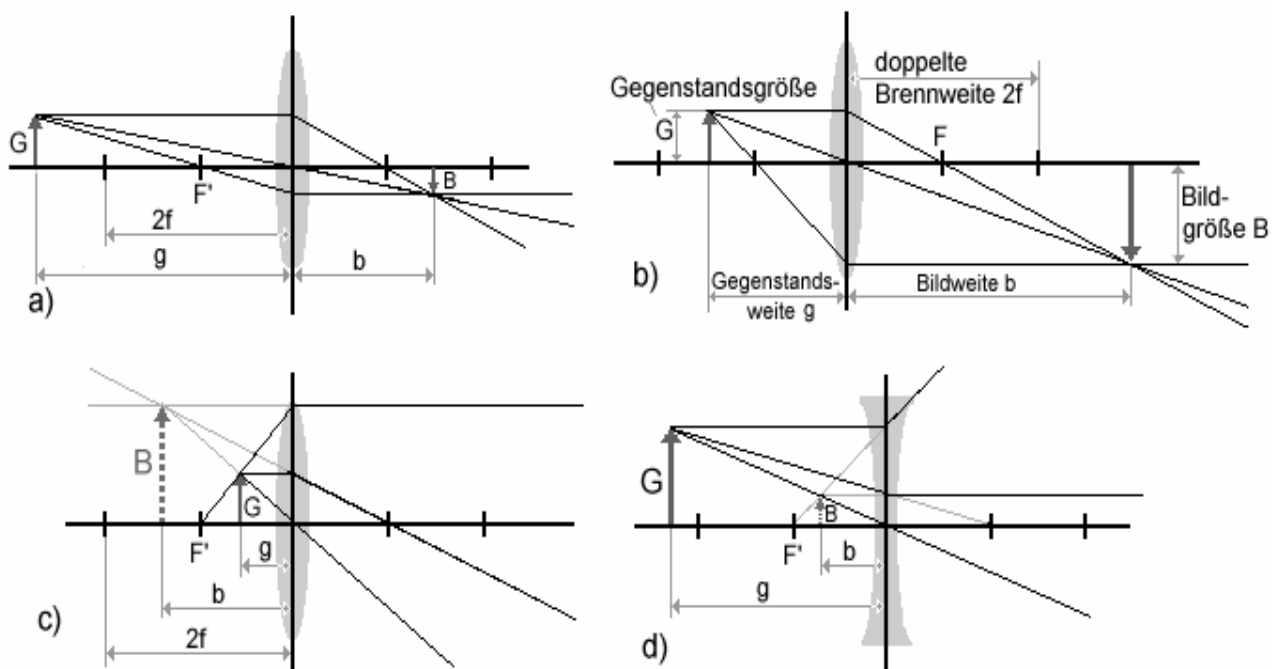 G
B
F'
2f
g
b
a)
doppelte
Brennweite 2f
Gegenstandsgröße
G
F
Bild-
größe B
Gegenstands-
weite g
Bildweite b
b)
B
G
F'
g
b
2f
c)
G
B
F'
b
g
d)